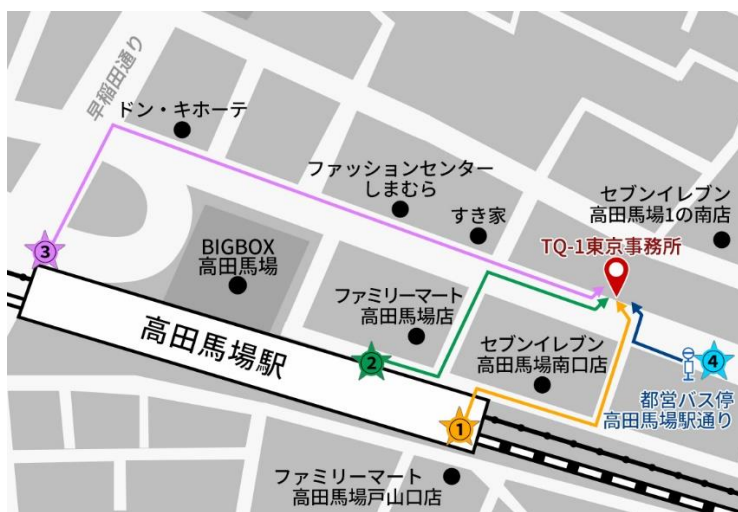 早稲田通り
ドン・キホーテ
ファッションセンター
しまむら
すき家
セブンイレブン
高田馬場1の南店
TQ-1東京事務所
③
BIGBOX
高田馬場
ファミリーマート
高田馬場店
高田馬場駅
②
セブンイレブン
高田馬場南口店
④
都営バス停
高田馬場駅通り
①
ファミリーマート
高田馬場戸山口店